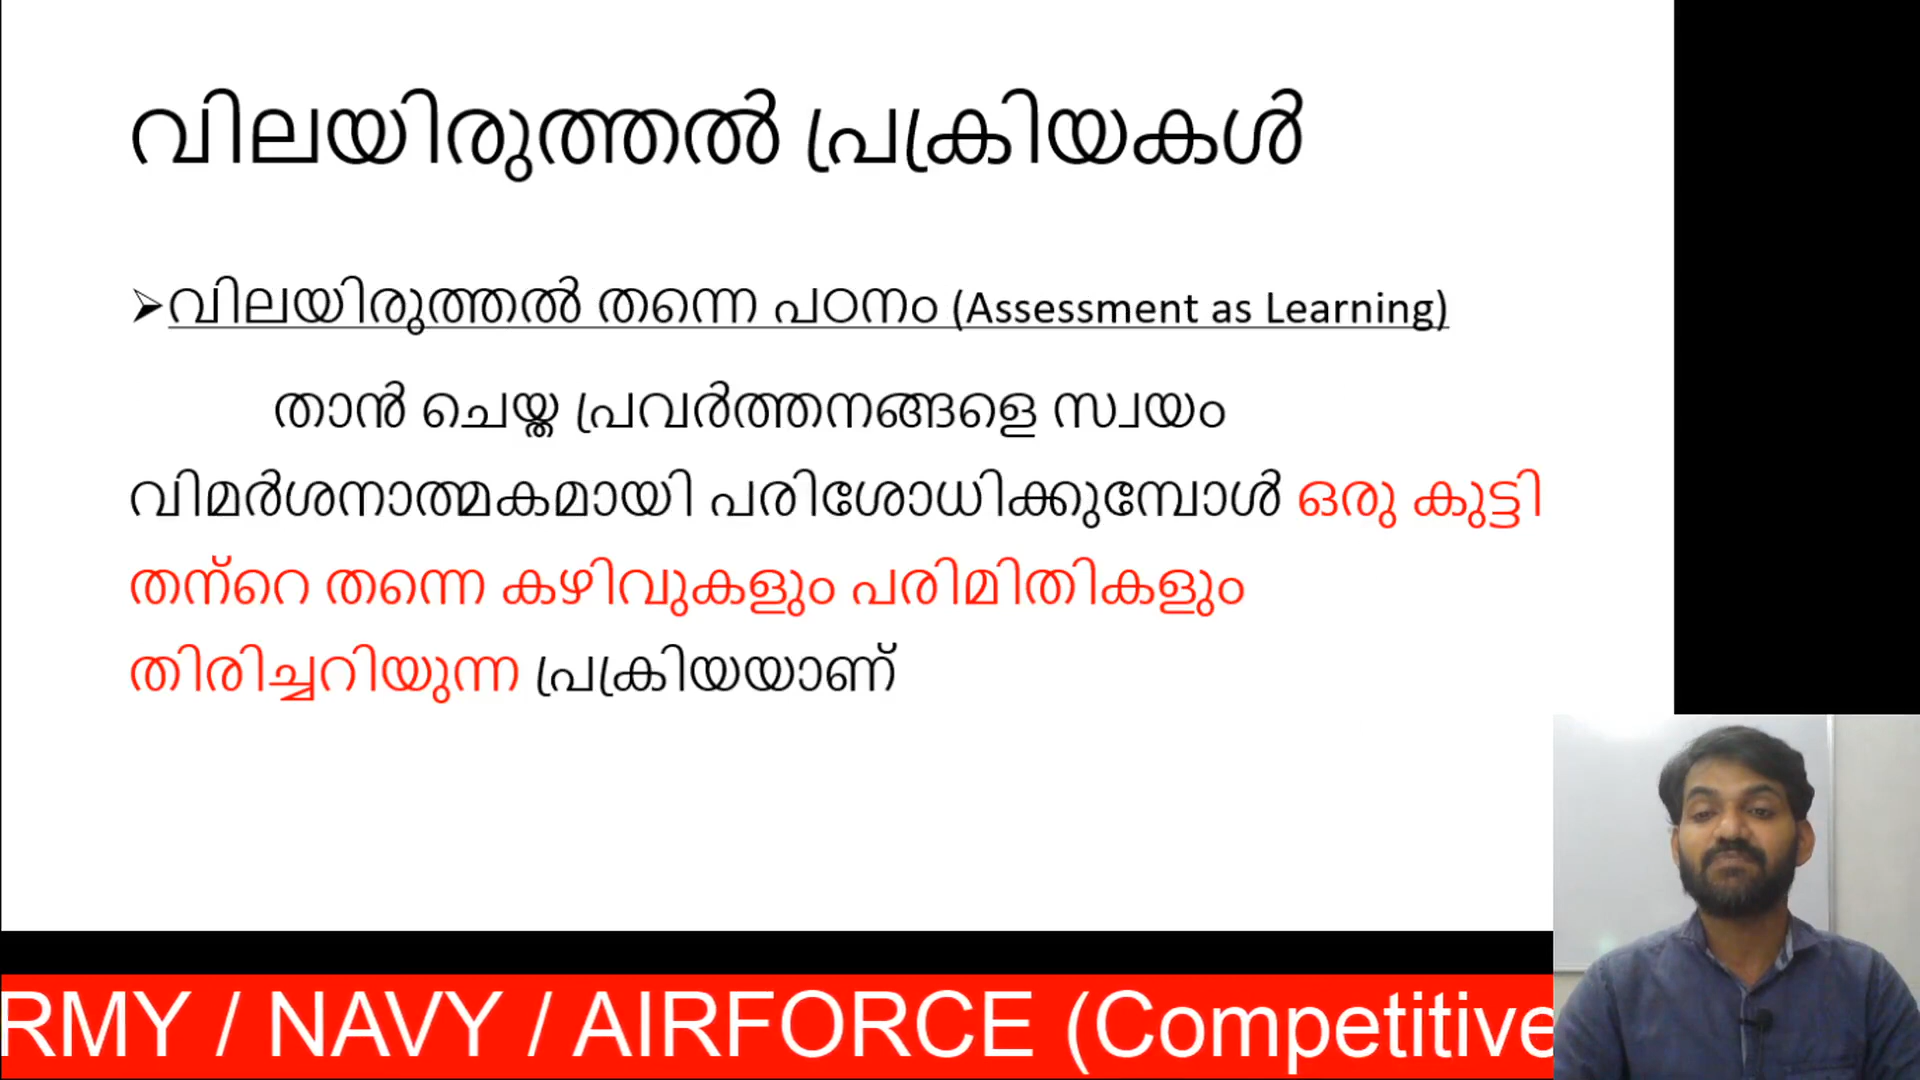 വിലയിരുത്തൽ പ്രക്രിയകൾ
➢വിലയിരുത്തൽ തന്നെ പഠനം (Assessment as Learning)
താൻ ചെയ്ത പ്രവർത്തനങ്ങളെ സ്വയം
വിമർശനാത്മകമായി പരിശോധിക്കുമ്പോൾ ഒരു കുട്ടി
തന്റെ തന്നെ കഴിവുകളും പരിമിതികളും
തിരിച്ചറിയുന്ന പ്രക്രിയയാണ്
RMY / NAVY / AIRFORCE (Competitive